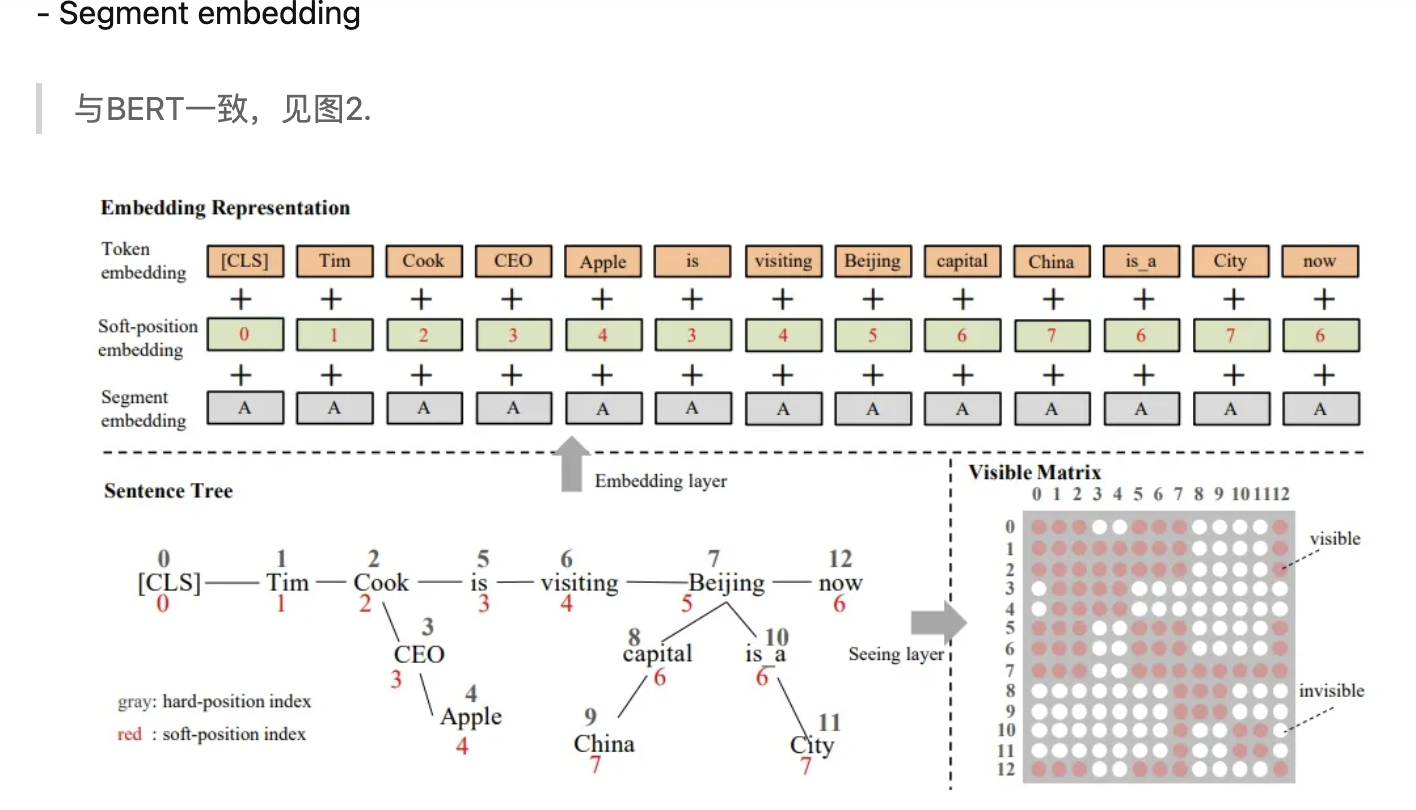 - Segment embedding
与BERT一致，见图2.
Embedding Representation
Token embedding
[CLS] Tim Cook CEO Apple is visiting Beijing capital China is_a City now
+ + + + + + + + + + + + +
Soft-position embedding
0 1 2 3 4 3 4 5 6 7 6 7 6
+ + + + + + + + + + + + +
Segment embedding
A A A A A A A A A A A A A
Embedding layer
Sentence Tree
0 1 2 5 6 7 12
[CLS] Tim Cook is visiting Beijing now
0 1 2 3 4 5 6
3
CEO
3
4
Apple
4
8 10
capital is_a
6 6
9 11
China City
7 7
gray: hard-position index
red : soft-position index
Seeing layer
Visible Matrix
0 1 2 3 4 5 6 7 8 9 10 11 12
0
1
2
3
4
5
6
7
8
9
10
11
12
visible
invisible